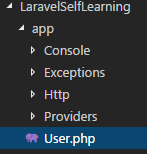 LaravelSelfLearning
app
Console
Exceptions
Http
Providers
User.php